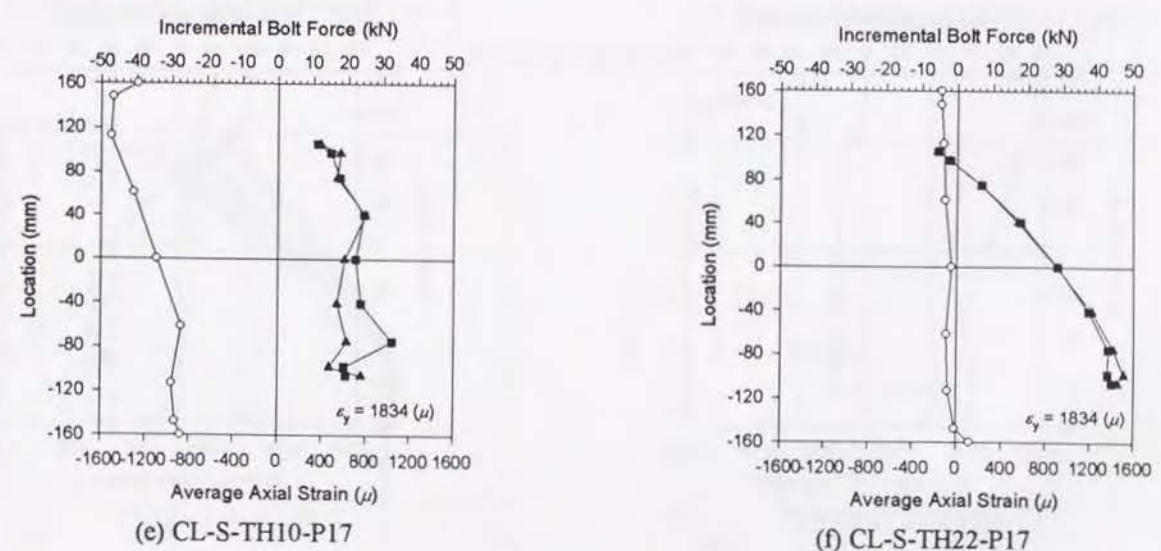 Incremental Bolt Force (kN)
-50 -40 -30 -20 -10 0 10 20 30 40 50
160
120
80
40
0
-40
-80
-120
-160
Location (mm)
εy = 1834 (μ)
-1600 -1200 -800 -400 0 400 800 1200 1600
Average Axial Strain (μ)
(e) CL-S-TH10-P17
Incremental Bolt Force (kN)
-50 -40 -30 -20 -10 0 10 20 30 40 50
160
120
80
40
0
-40
-80
-120
-160
Location (mm)
εy = 1834 (μ)
-1600 -1200 -800 -400 0 400 800 1200 1600
Average Axial Strain (μ)
(f) CL-S-TH22-P17